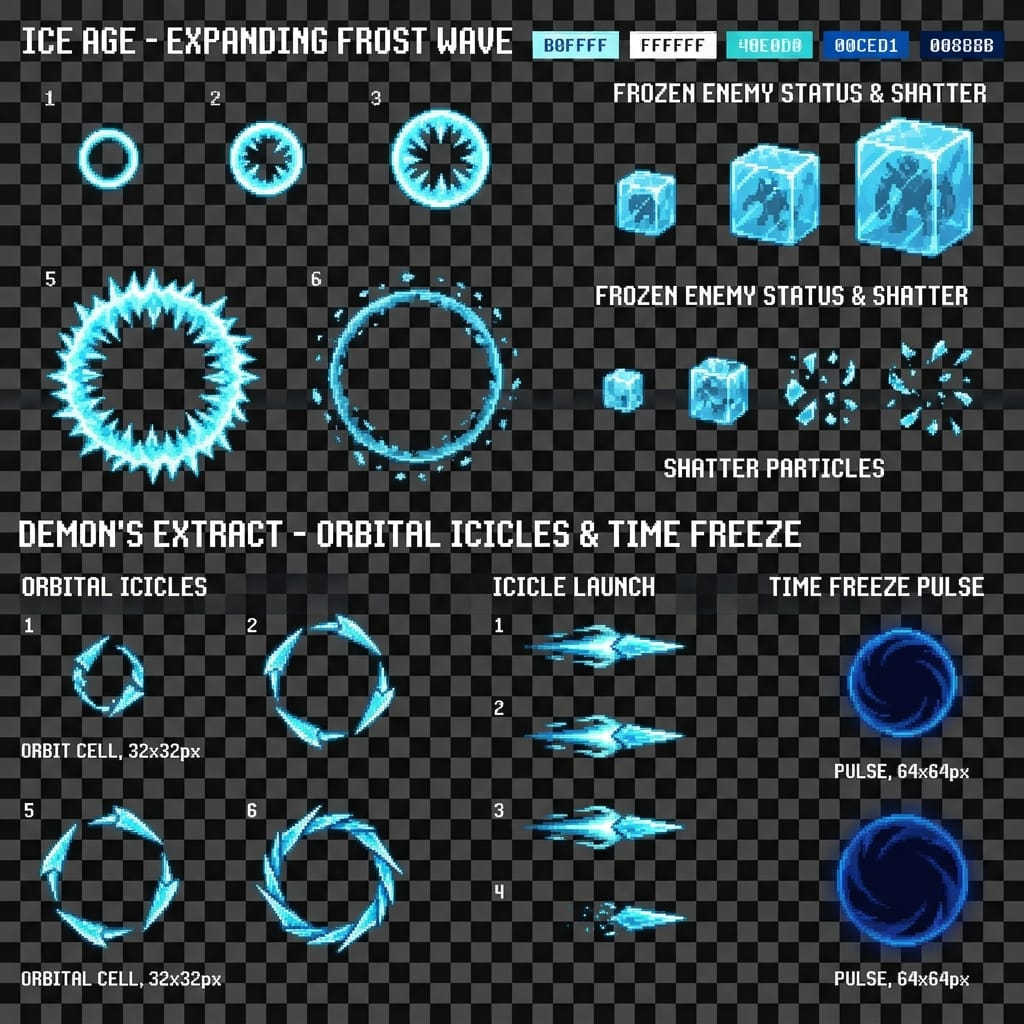 ICE AGE - EXPANDING FROST WAVE
B0FFFF
FFFFFF
40E0D0
00CED1
008B8B
FROZEN ENEMY STATUS & SHATTER
1
2
3
5
6
FROZEN ENEMY STATUS & SHATTER
SHATTER PARTICLES
DEMON'S EXTRACT - ORBITAL ICICLES & TIME FREEZE
ORBITAL ICICLES
1
2
ORBIT CELL, 32x32px
5
6
ORBITAL CELL, 32x32px
ICICLE LAUNCH
1
2
3
4
TIME FREEZE PULSE
PULSE, 64x64px
PULSE, 64x64px